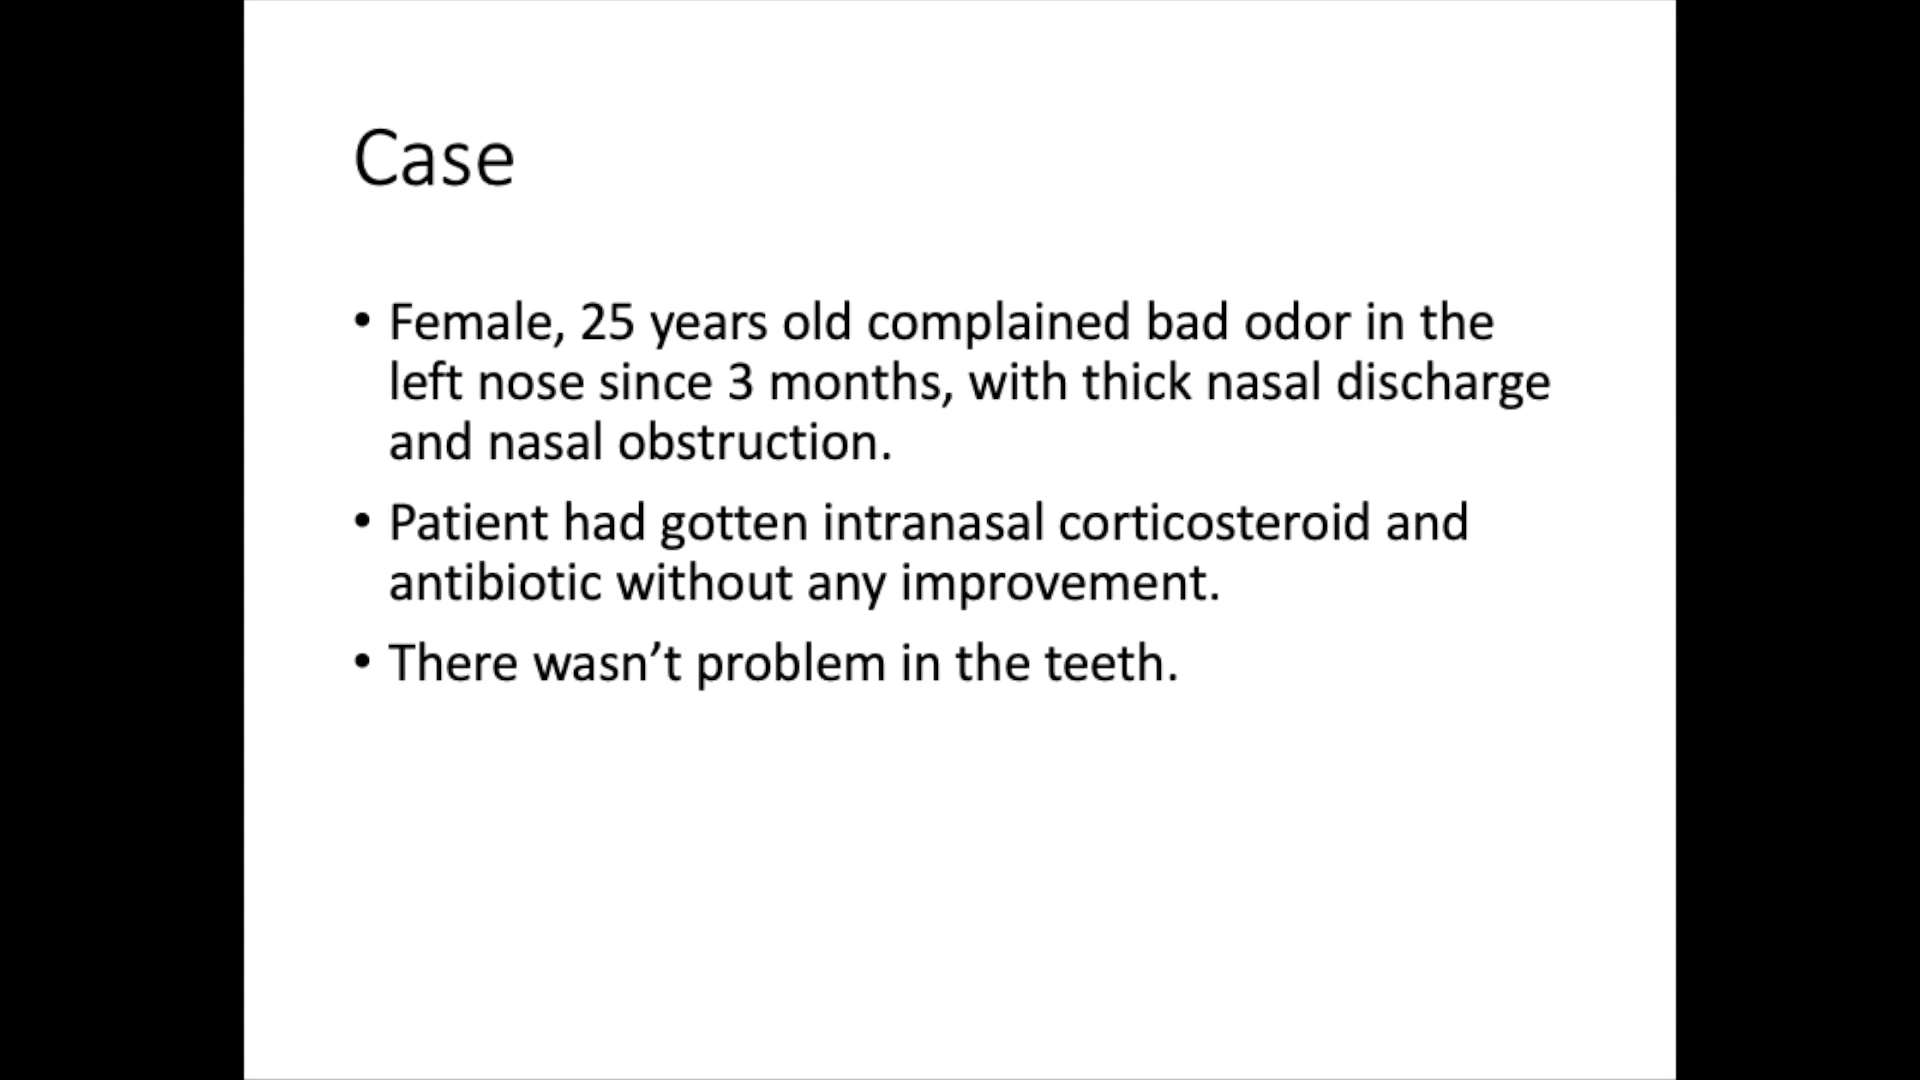 Case
• Female, 25 years old complained bad odor in the
left nose since 3 months, with thick nasal discharge
and nasal obstruction.
• Patient had gotten intranasal corticosteroid and
antibiotic without any improvement.
• There wasn’t problem in the teeth.